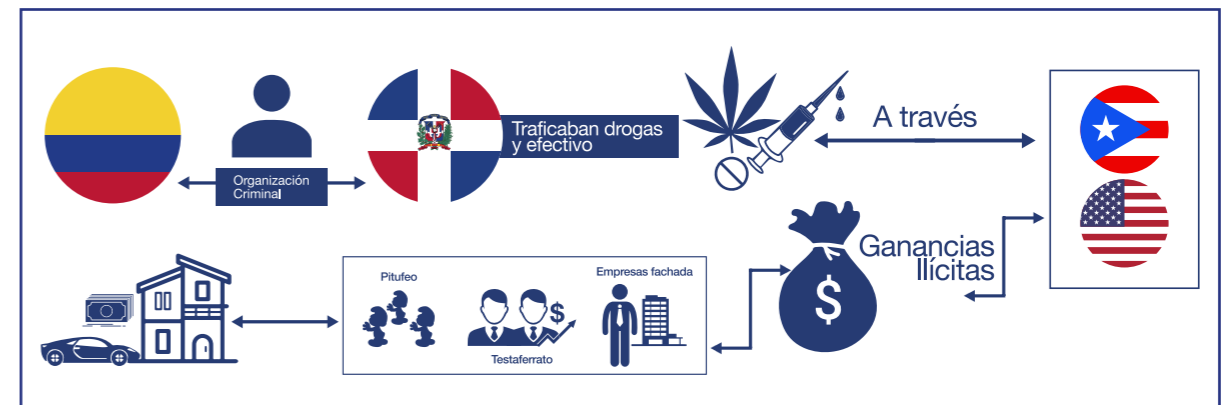 Organización
Criminal
Traficaban drogas
y efectivo
A través
Ganancias
Ilícitas
Pitufeo
Testaferrato
Empresas fachada
$
$